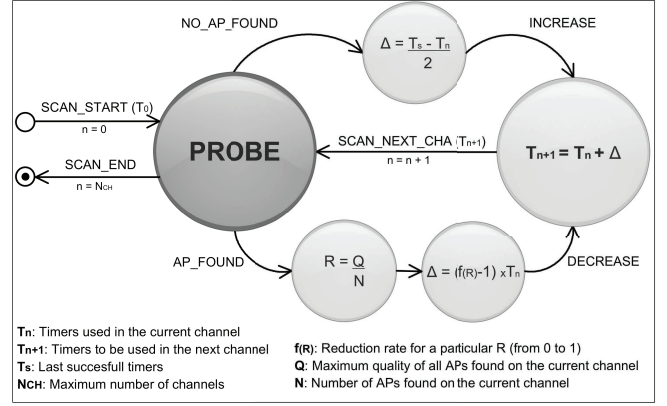 NO_AP_FOUND
Δ = Ts - Tn / 2
INCREASE
SCAN_START (T0)
n = 0
PROBE
SCAN_NEXT_CHA (Tn+1)
n = n + 1
Tn+1 = Tn + Δ
SCAN_END
n = NCH
AP_FOUND
R = Q / N
Δ = (f(R)-1) xTn
DECREASE
Tn: Timers used in the current channel
Tn+1: Timers to be used in the next channel
Ts: Last succesfull timers
NCH: Maximum number of channels
f(R): Reduction rate for a particular R (from 0 to 1)
Q: Maximum quality of all APs found on the current channel
N: Number of APs found on the current channel